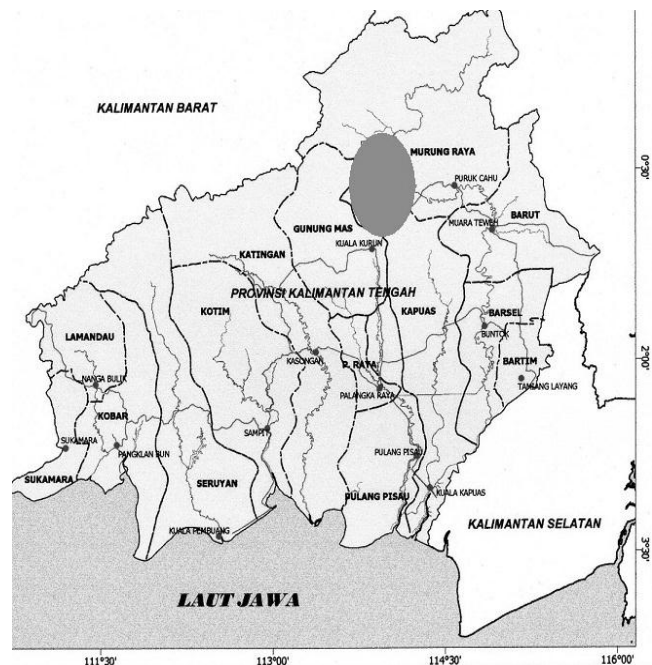 KALIMANTAN BARAT
MURUNG RAYA
0°30'
PURUK CAHU
BARUT
MUARA TEWEH
GUNUNG MAS
KUALA KURUN
KATINGAN
PROVINSI KALIMANTAN TENGAH
KOTIM
KAPUAS
BARSEL
BUNTOK
LAMANDAU
KASONGAN
P. RAYA
BARTIM
2°00'
NANGA BULIK
PALANGKA RAYA
TAMIANG LAYANG
KOBAR
SAMPIT
SUKAMARA
PANGKLAN BUN
PULANG PISAU
SUKAMARA
SERUYAN
PULANG PISAU
KUALA KAPUAS
KUALA PEMBUANG
KALIMANTAN SELATAN
3°30'
LAUT JAWA
111°30'
113°00'
114°30'
116°00'